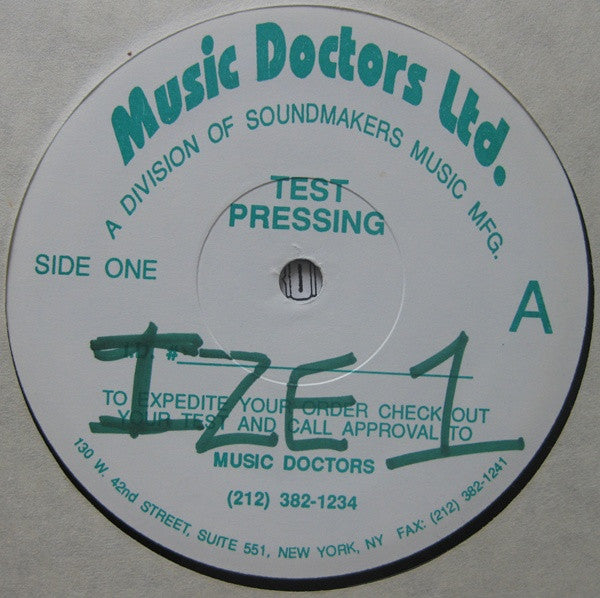 Music Doctors Ltd.
A DIVISION OF SOUNDMAKERS MUSIC MFG.
TEST
PRESSING
SIDE ONE
A
I.D. #
IZE 1
TO EXPEDITE YOUR ORDER CHECK OUT
YOUR TEST AND CALL APPROVAL TO
MUSIC DOCTORS
(212) 382-1234
130 W. 42nd STREET, SUITE 551, NEW YORK, NY FAX: (212) 382-1241